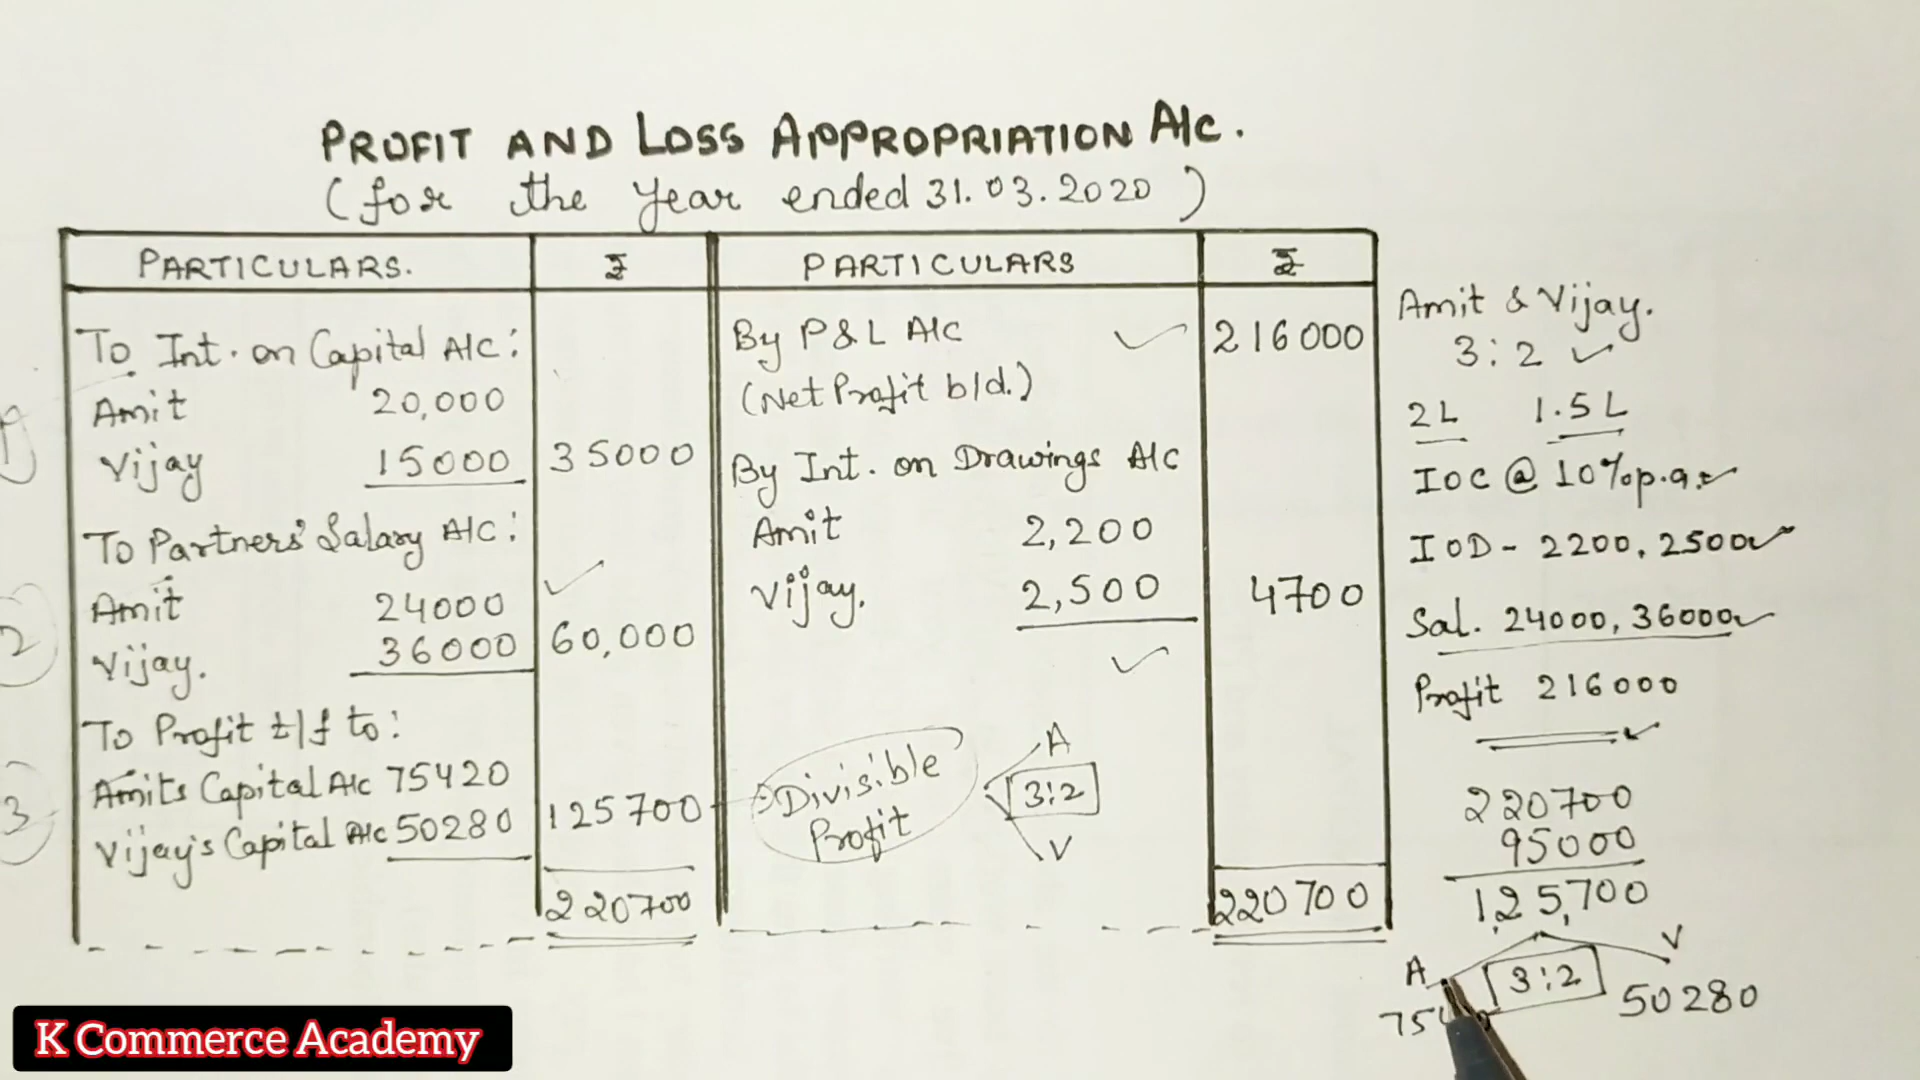 PROFIT AND LOSS APPROPRIATION A/c.
(for the year ended 31.03.2020)
PARTICULARS. ₹ PARTICULARS ₹
To Int. on Capital A/c:
Amit 20,000
Vijay 15000 35000
To Partners' Salary A/c:
Amit 24000
Vijay. 36000 60,000
To Profit t/f to:
Amits Capital A/c 75420
Vijay's Capital A/c 50280 125700
220700
1
2
3
By P&L A/c 216000
(Net Profit b/d.)
By Int. on Drawings A/c
Amit 2,200
Vijay. 2,500 4700
Divisible
Profit
A
3:2
V
220700
Amit & Vijay.
3:2
2L 1.5L
IOC @ 10% p.a.
IOD - 2200, 2500
Sal. 24000, 36000
Profit 216000
220700
95000
1,25,700
A 3:2 V
50280
K Commerce Academy